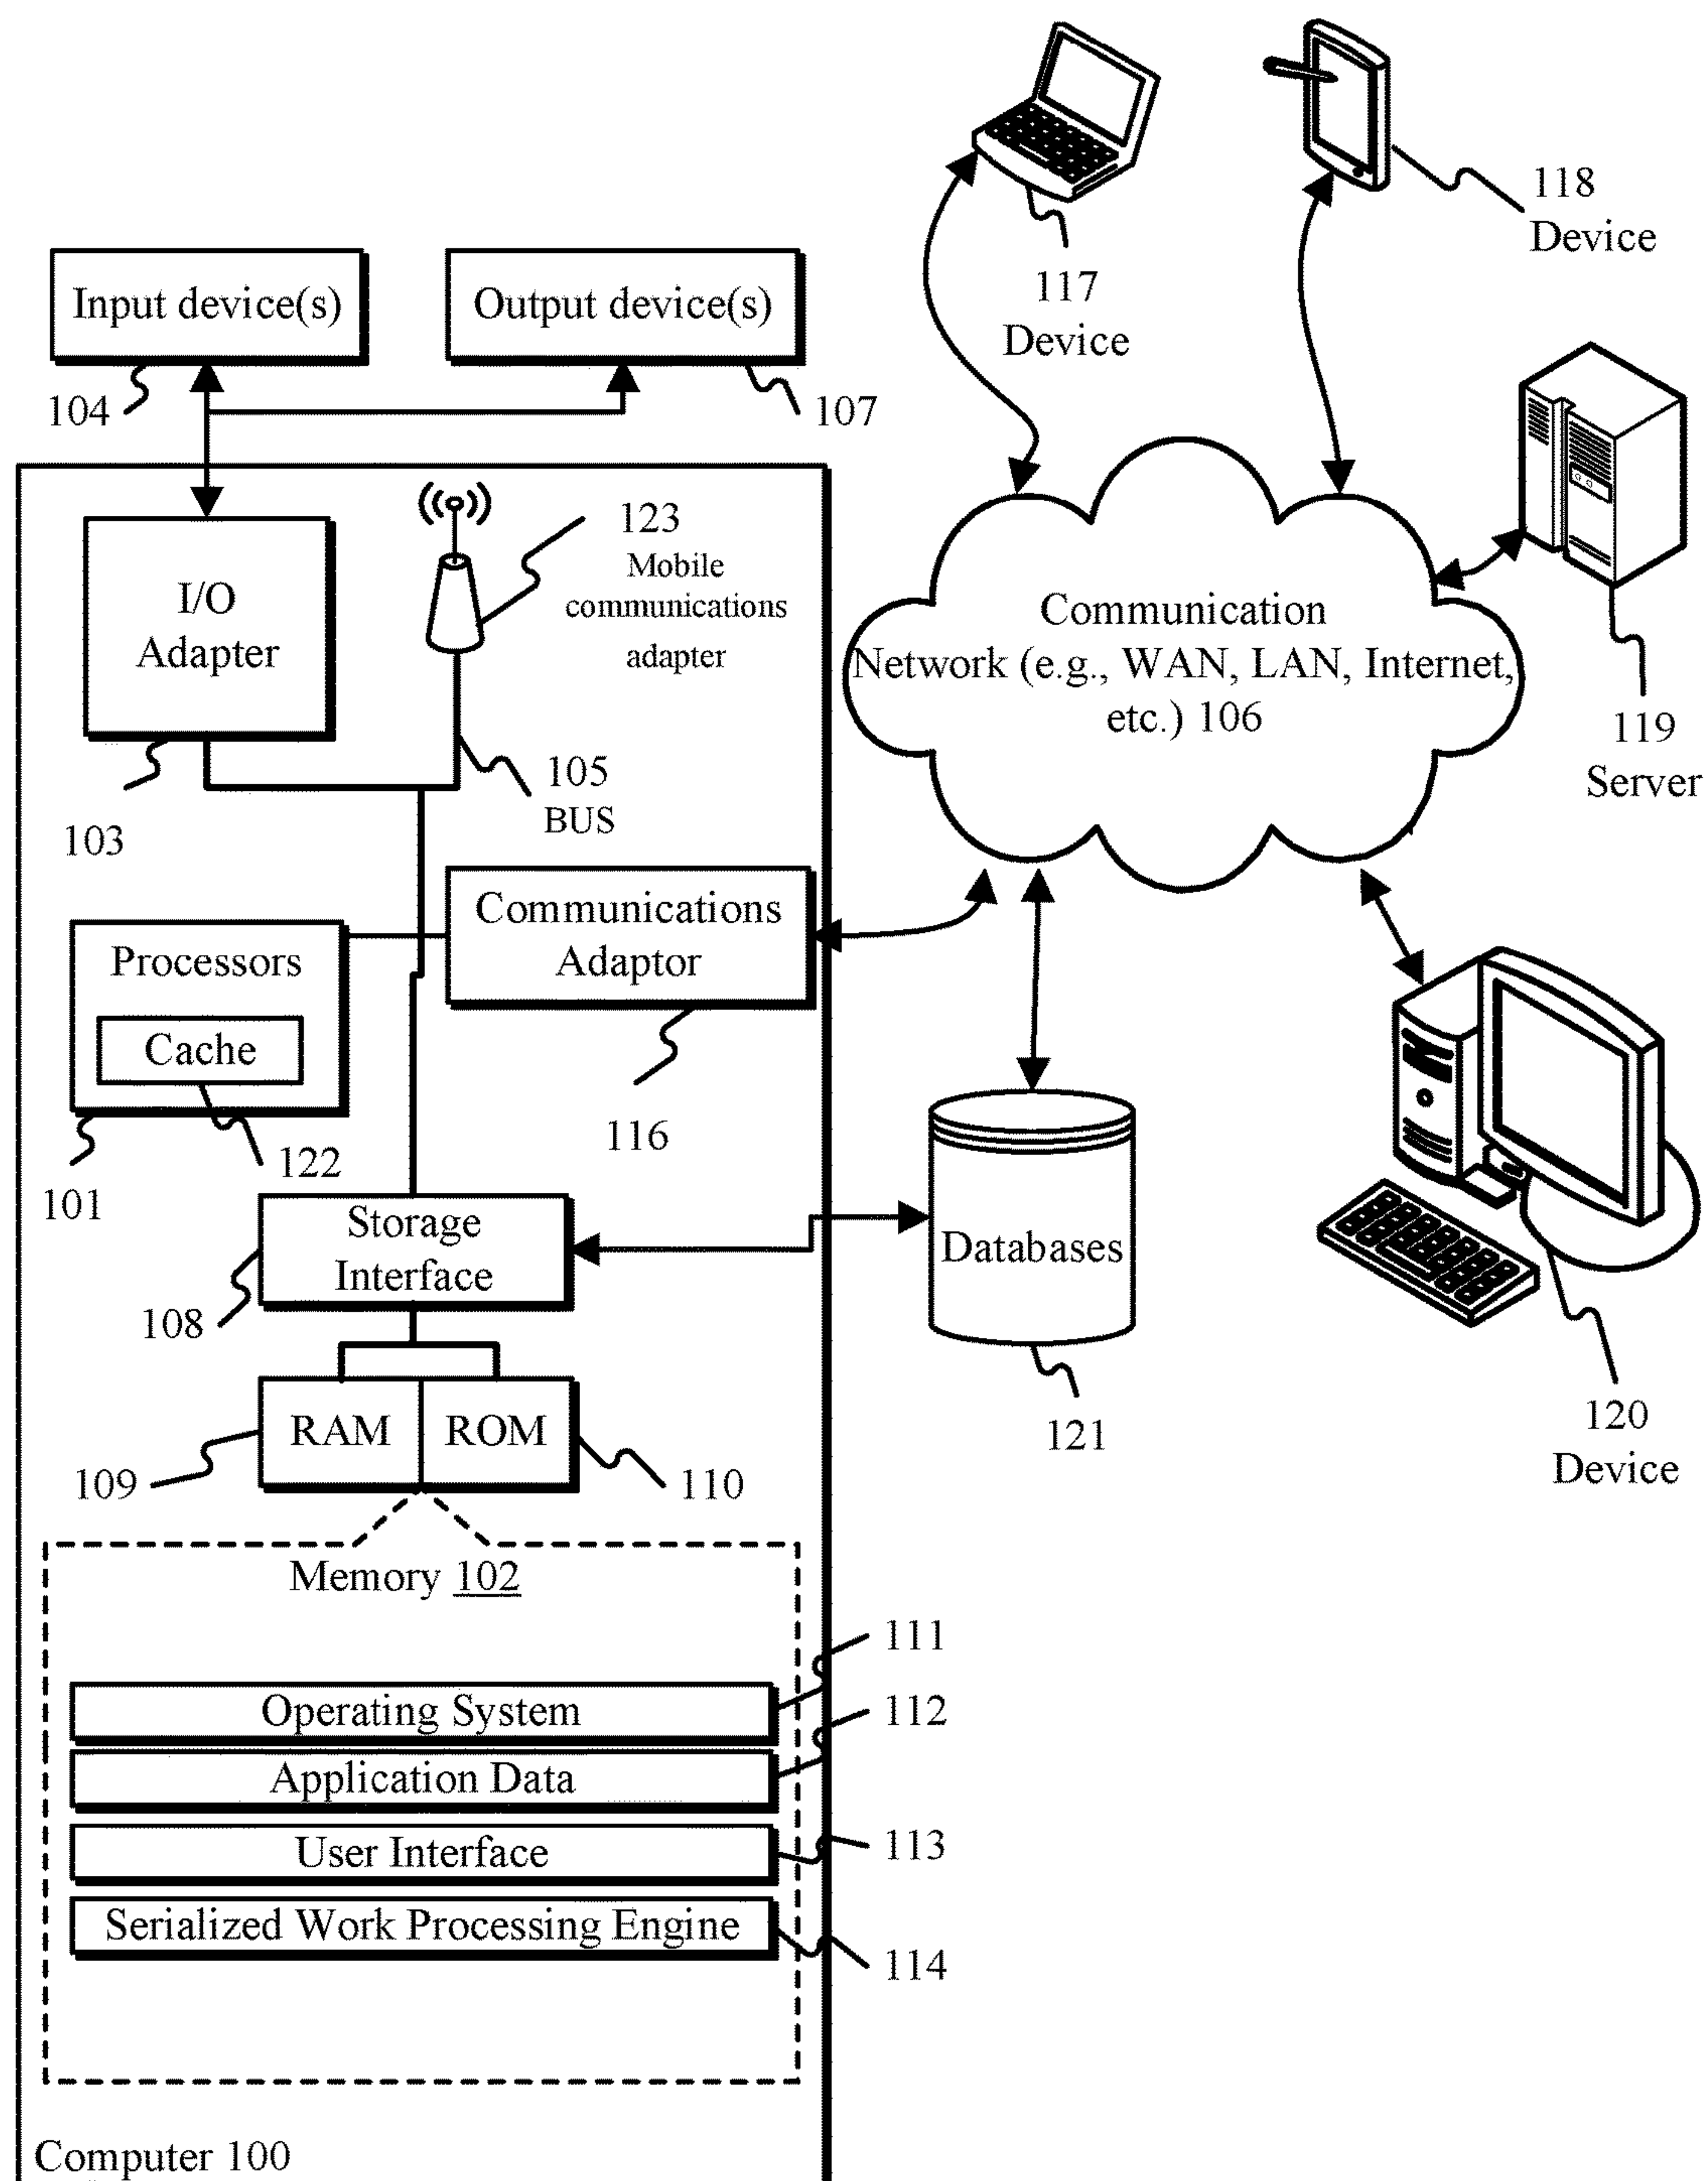 117
Device
118
Device
Input device(s)
Output device(s)
104
107
I/O
Adapter
123
Mobile
communications
adapter
103
105
BUS
Communication
Network (e.g., WAN, LAN, Internet,
etc.) 106
119
Server
Processors
Cache
Communications
Adaptor
101
122
116
Storage
Interface
108
Databases
121
120
Device
RAM
ROM
109
110
Memory 102
Operating System
111
Application Data
112
User Interface
113
Serialized Work Processing Engine
114
Computer 100